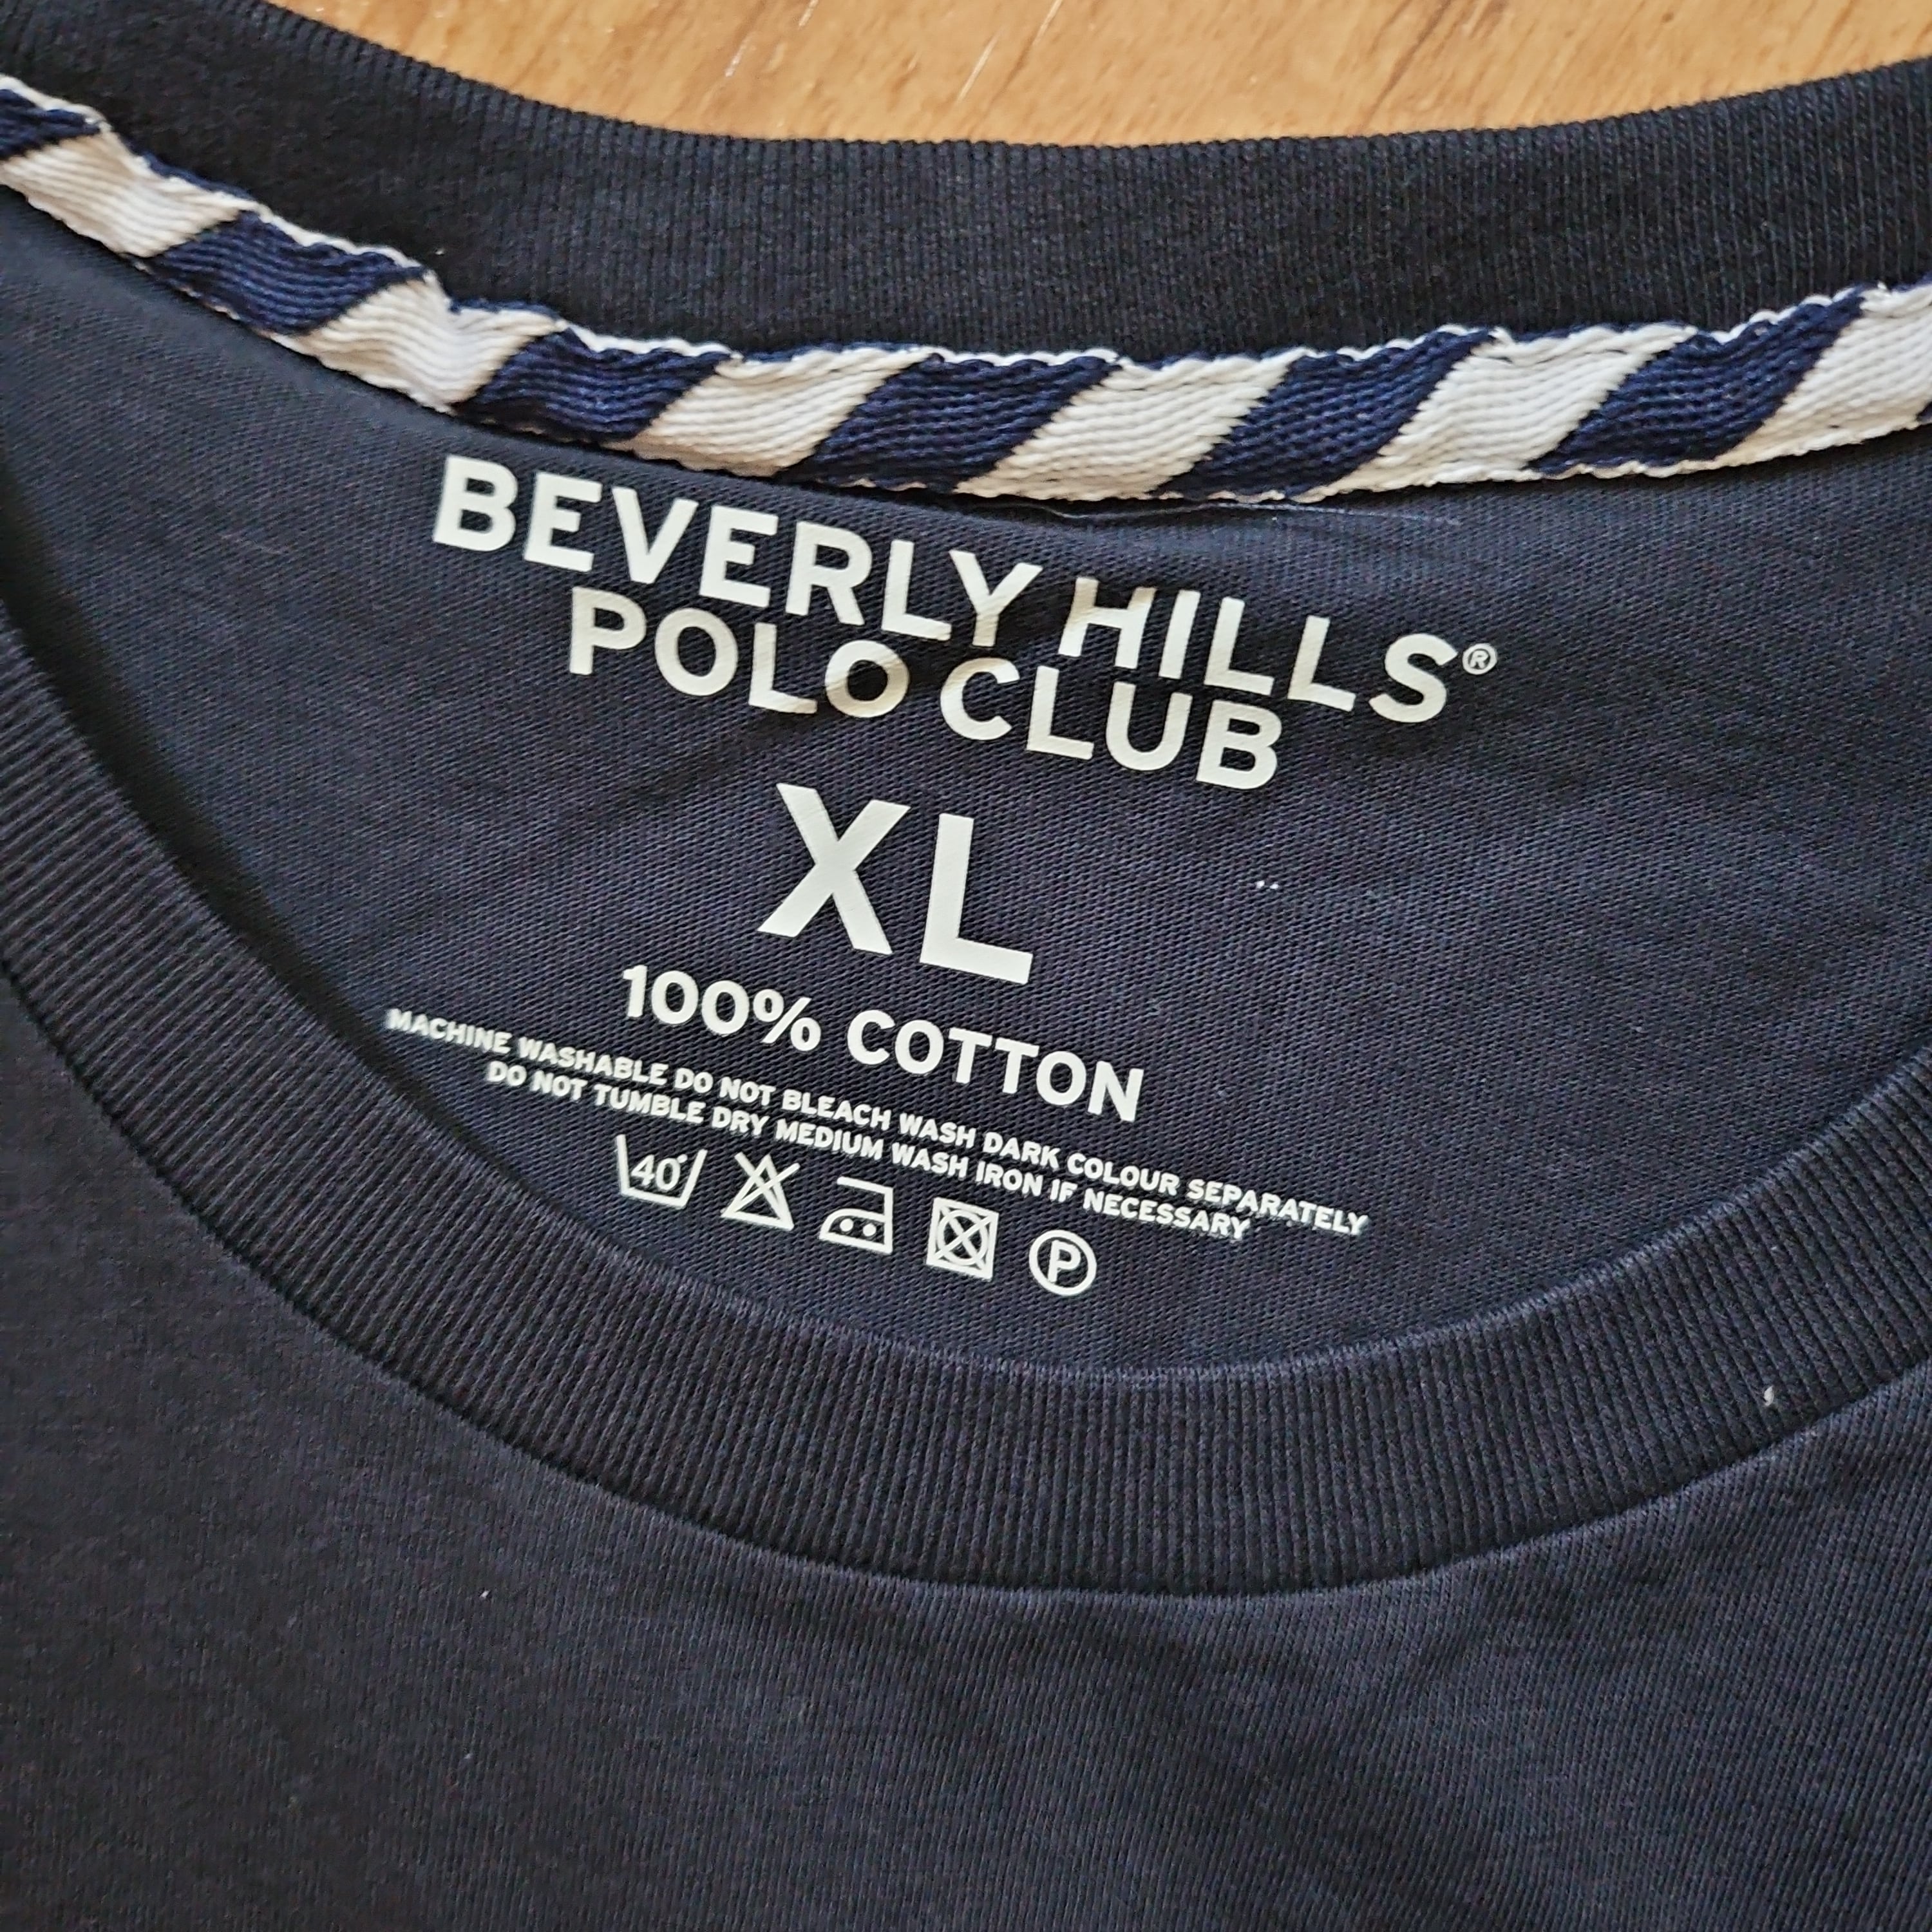 BEVERLY HILLS®
POLO CLUB
XL
100% COTTON
MACHINE WASHABLE DO NOT BLEACH WASH DARK COLOUR SEPARATELY
DO NOT TUMBLE DRY MEDIUM WASH IRON IF NECESSARY
40° P